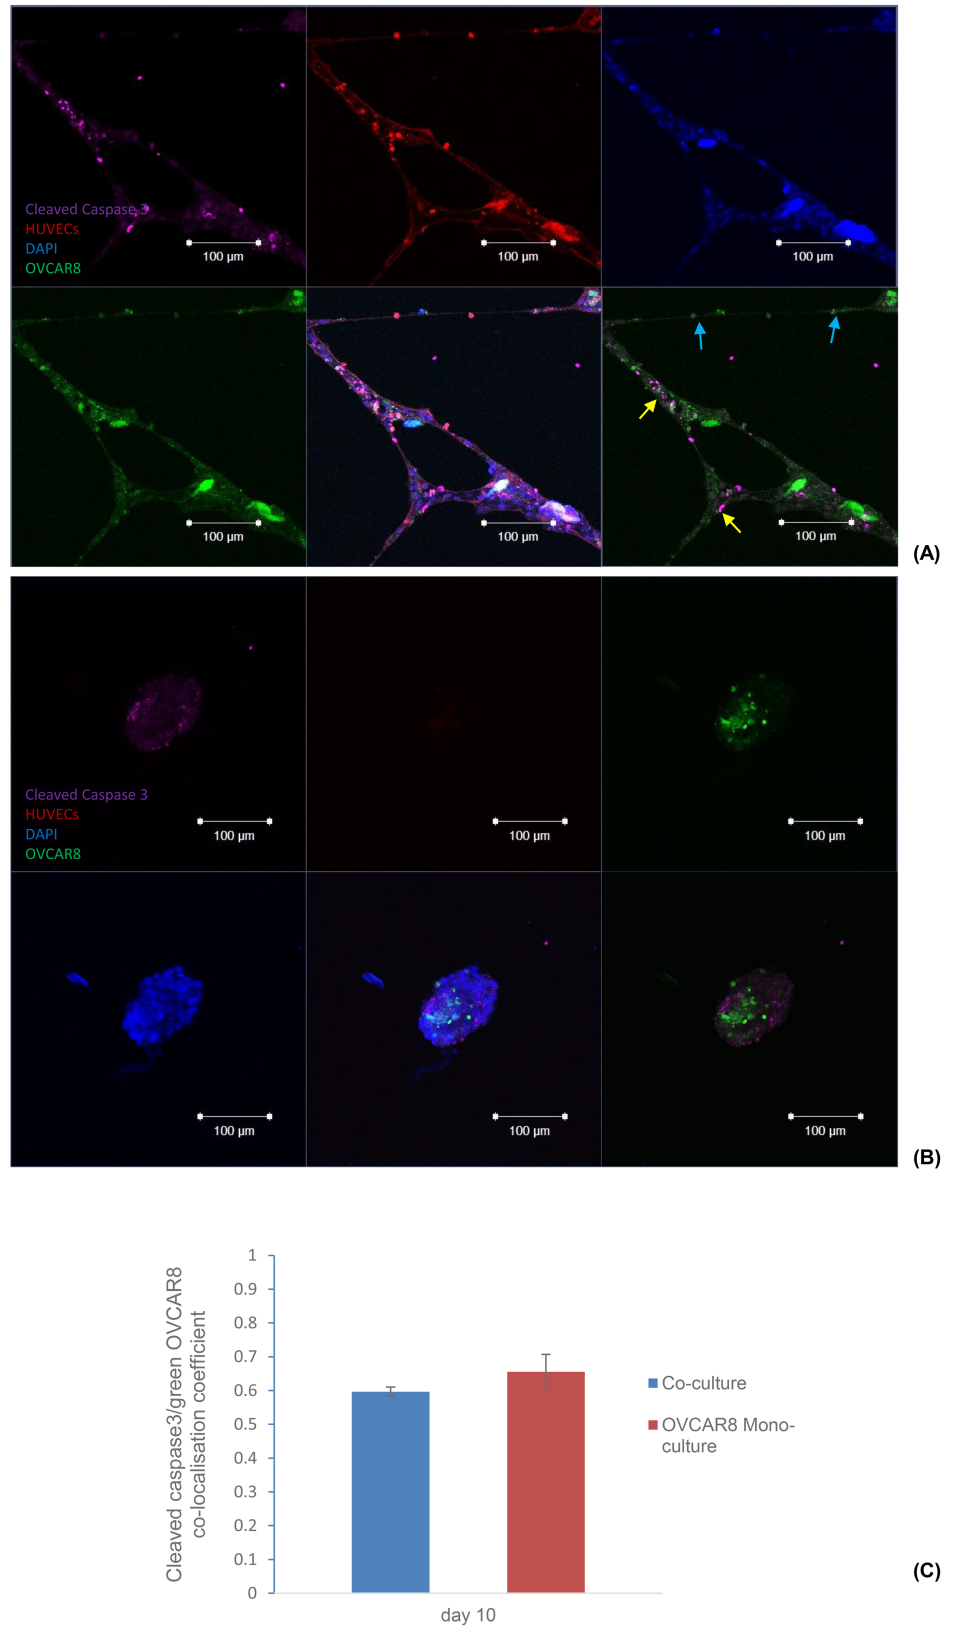 Cleaved Caspase 3
HUVECs
DAPI
OVCAR8
100 µm
100 µm
100 µm
100 µm
100 µm
100 µm
(A)
Cleaved Caspase 3
HUVECs
DAPI
OVCAR8
100 µm
100 µm
100 µm
100 µm
100 µm
100 µm
(B)
Cleaved caspase3/green OVCAR8
co-localisation coefficient
1
0.9
0.8
0.7
0.6
0.5
0.4
0.3
0.2
0.1
0
day 10
Co-culture
OVCAR8 Mono-
culture
(C)